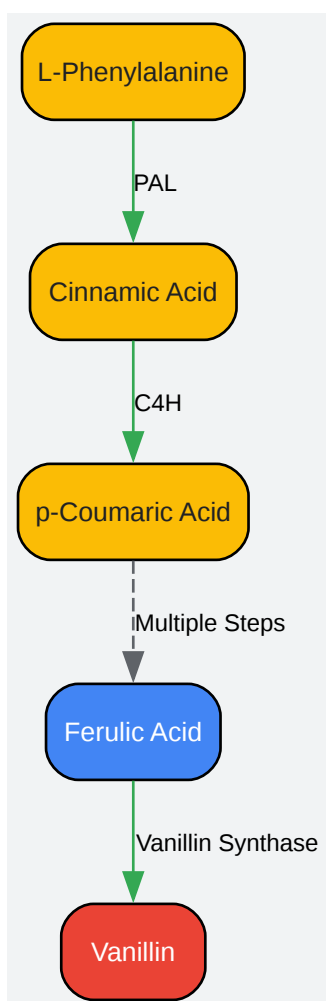 L-Phenylalanine
PAL
Cinnamic Acid
C4H
p-Coumaric Acid
Multiple Steps
Ferulic Acid
Vanillin Synthase
Vanillin